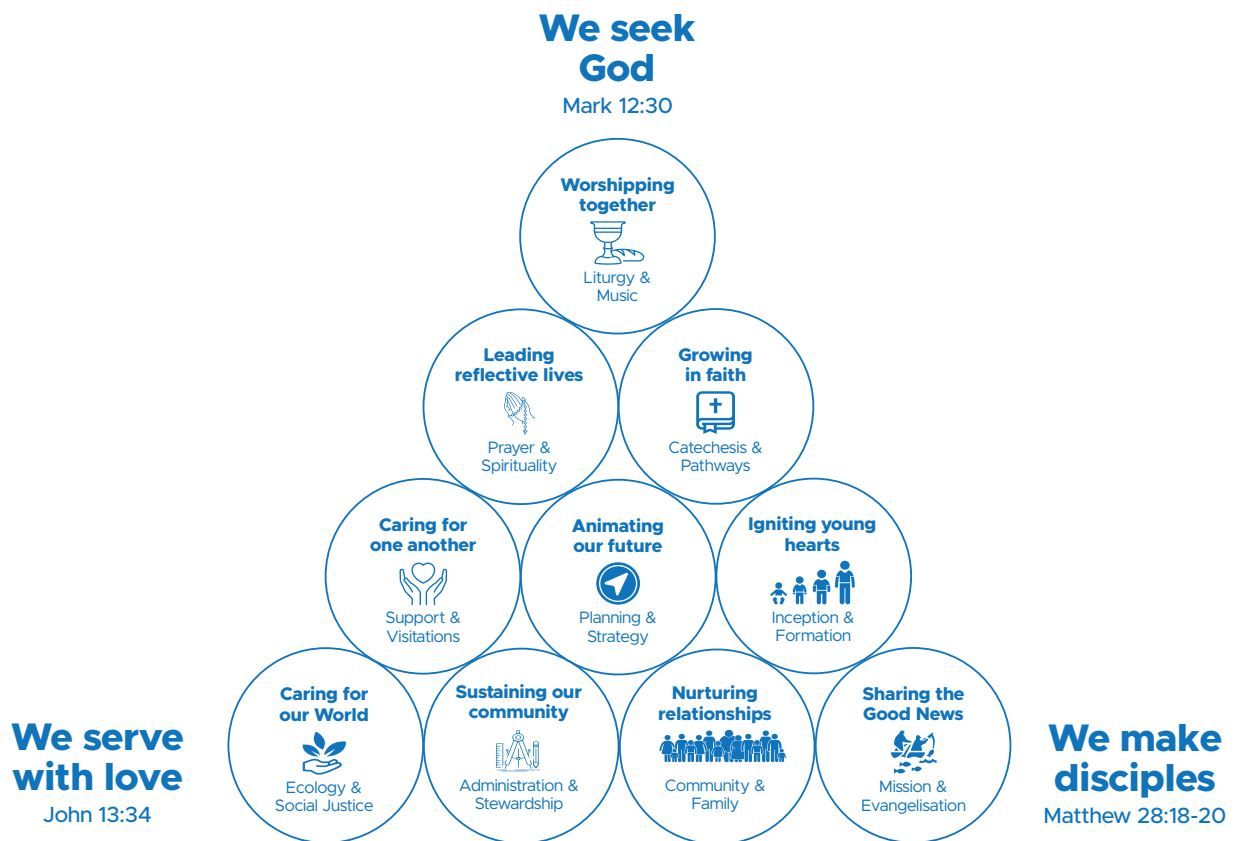 We seek
God
Mark 12:30
Worshipping
together
Liturgy &
Music
Leading
reflective lives
Prayer &
Spirituality
Growing
in faith
Catechesis &
Pathways
Caring for
one another
Support &
Visitations
Animating
our future
Planning &
Strategy
Igniting young
hearts
Inception &
Formation
We serve
with love
John 13:34
Caring for
our World
Ecology &
Social Justice
Sustaining our
community
Administration &
Stewardship
Nurturing
relationships
Community &
Family
Sharing the
Good News
Mission &
Evangelisation
We make
disciples
Matthew 28:18-20